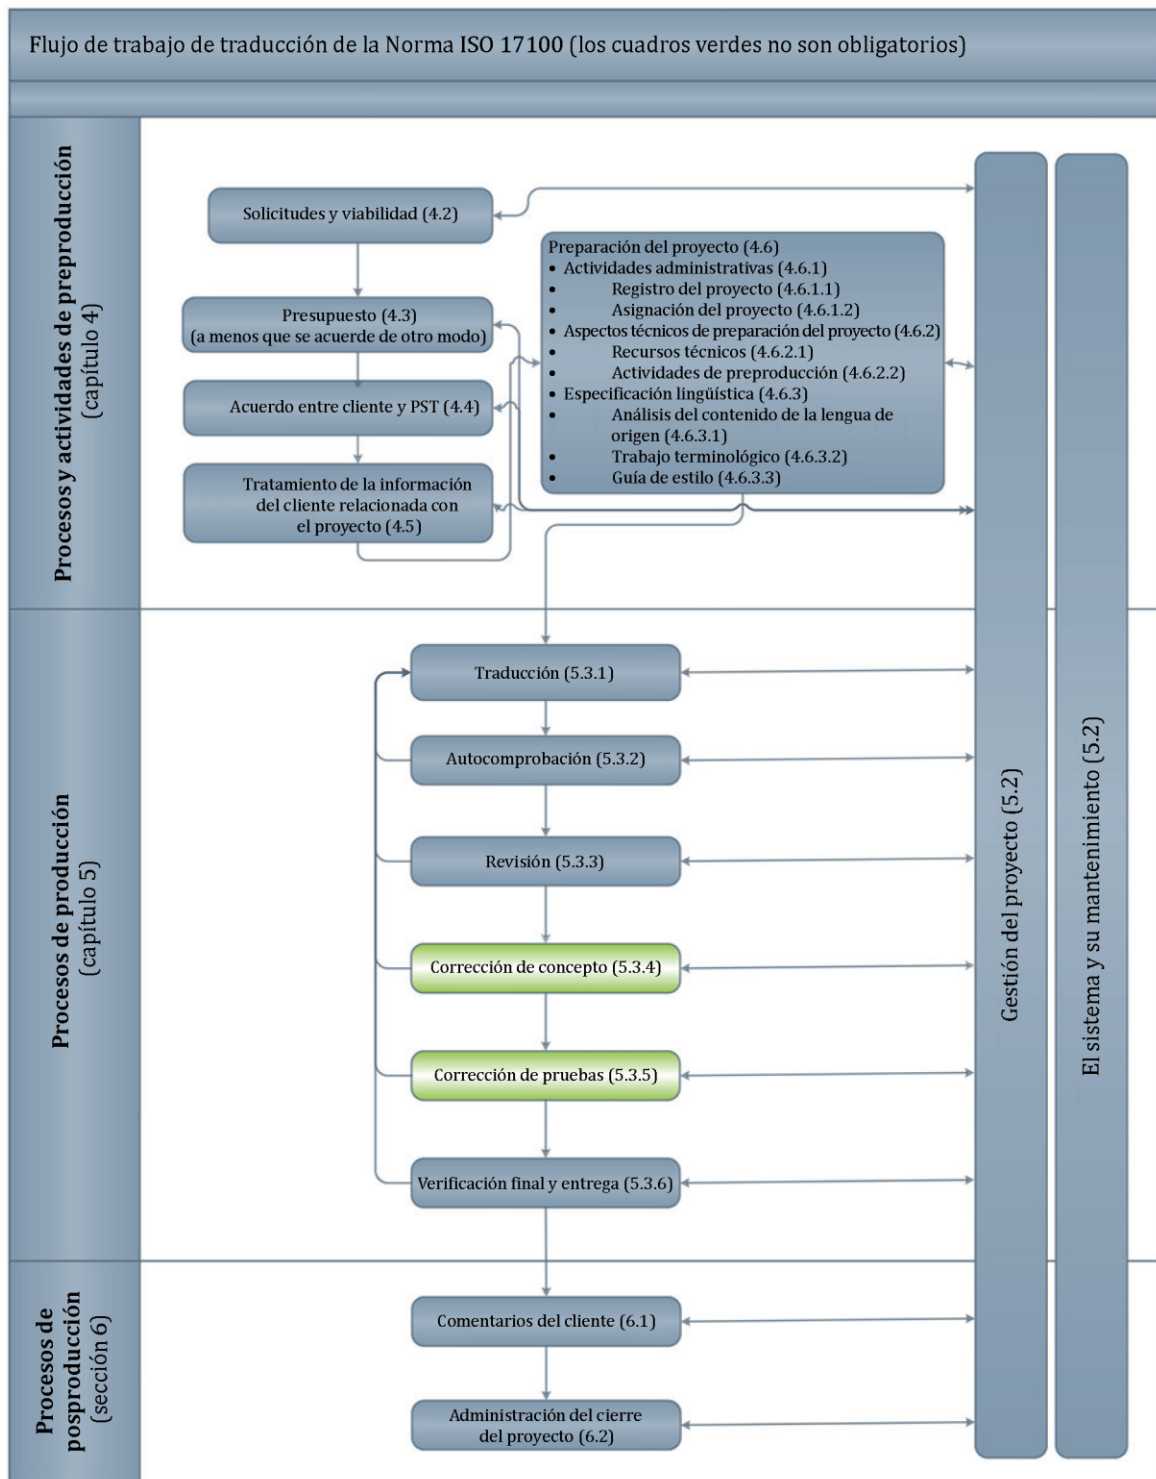 Flujo de trabajo de traducción de la Norma ISO 17100 (los cuadros verdes no son obligatorios)
Procesos y actividades de preproducción
(capítulo 4)
Solicitudes y viabilidad (4.2)
Presupuesto (4.3)
(a menos que se acuerde de otro modo)
Acuerdo entre cliente y PST (4.4)
Tratamiento de la información
del cliente relacionada con
el proyecto (4.5)
Preparación del proyecto (4.6)
• Actividades administrativas (4.6.1)
• Registro del proyecto (4.6.1.1)
• Asignación del proyecto (4.6.1.2)
• Aspectos técnicos de preparación del proyecto (4.6.2)
• Recursos técnicos (4.6.2.1)
• Actividades de preproducción (4.6.2.2)
• Especificación lingüística (4.6.3)
• Análisis del contenido de la lengua de
origen (4.6.3.1)
• Trabajo terminológico (4.6.3.2)
• Guía de estilo (4.6.3.3)
Procesos de producción
(capítulo 5)
Traducción (5.3.1)
Autocomprobación (5.3.2)
Revisión (5.3.3)
Corrección de concepto (5.3.4)
Corrección de pruebas (5.3.5)
Verificación final y entrega (5.3.6)
Procesos de
posproducción
(sección 6)
Comentarios del cliente (6.1)
Administración del cierre
del proyecto (6.2)
Gestión del proyecto (5.2)
El sistema y su mantenimiento (5.2)